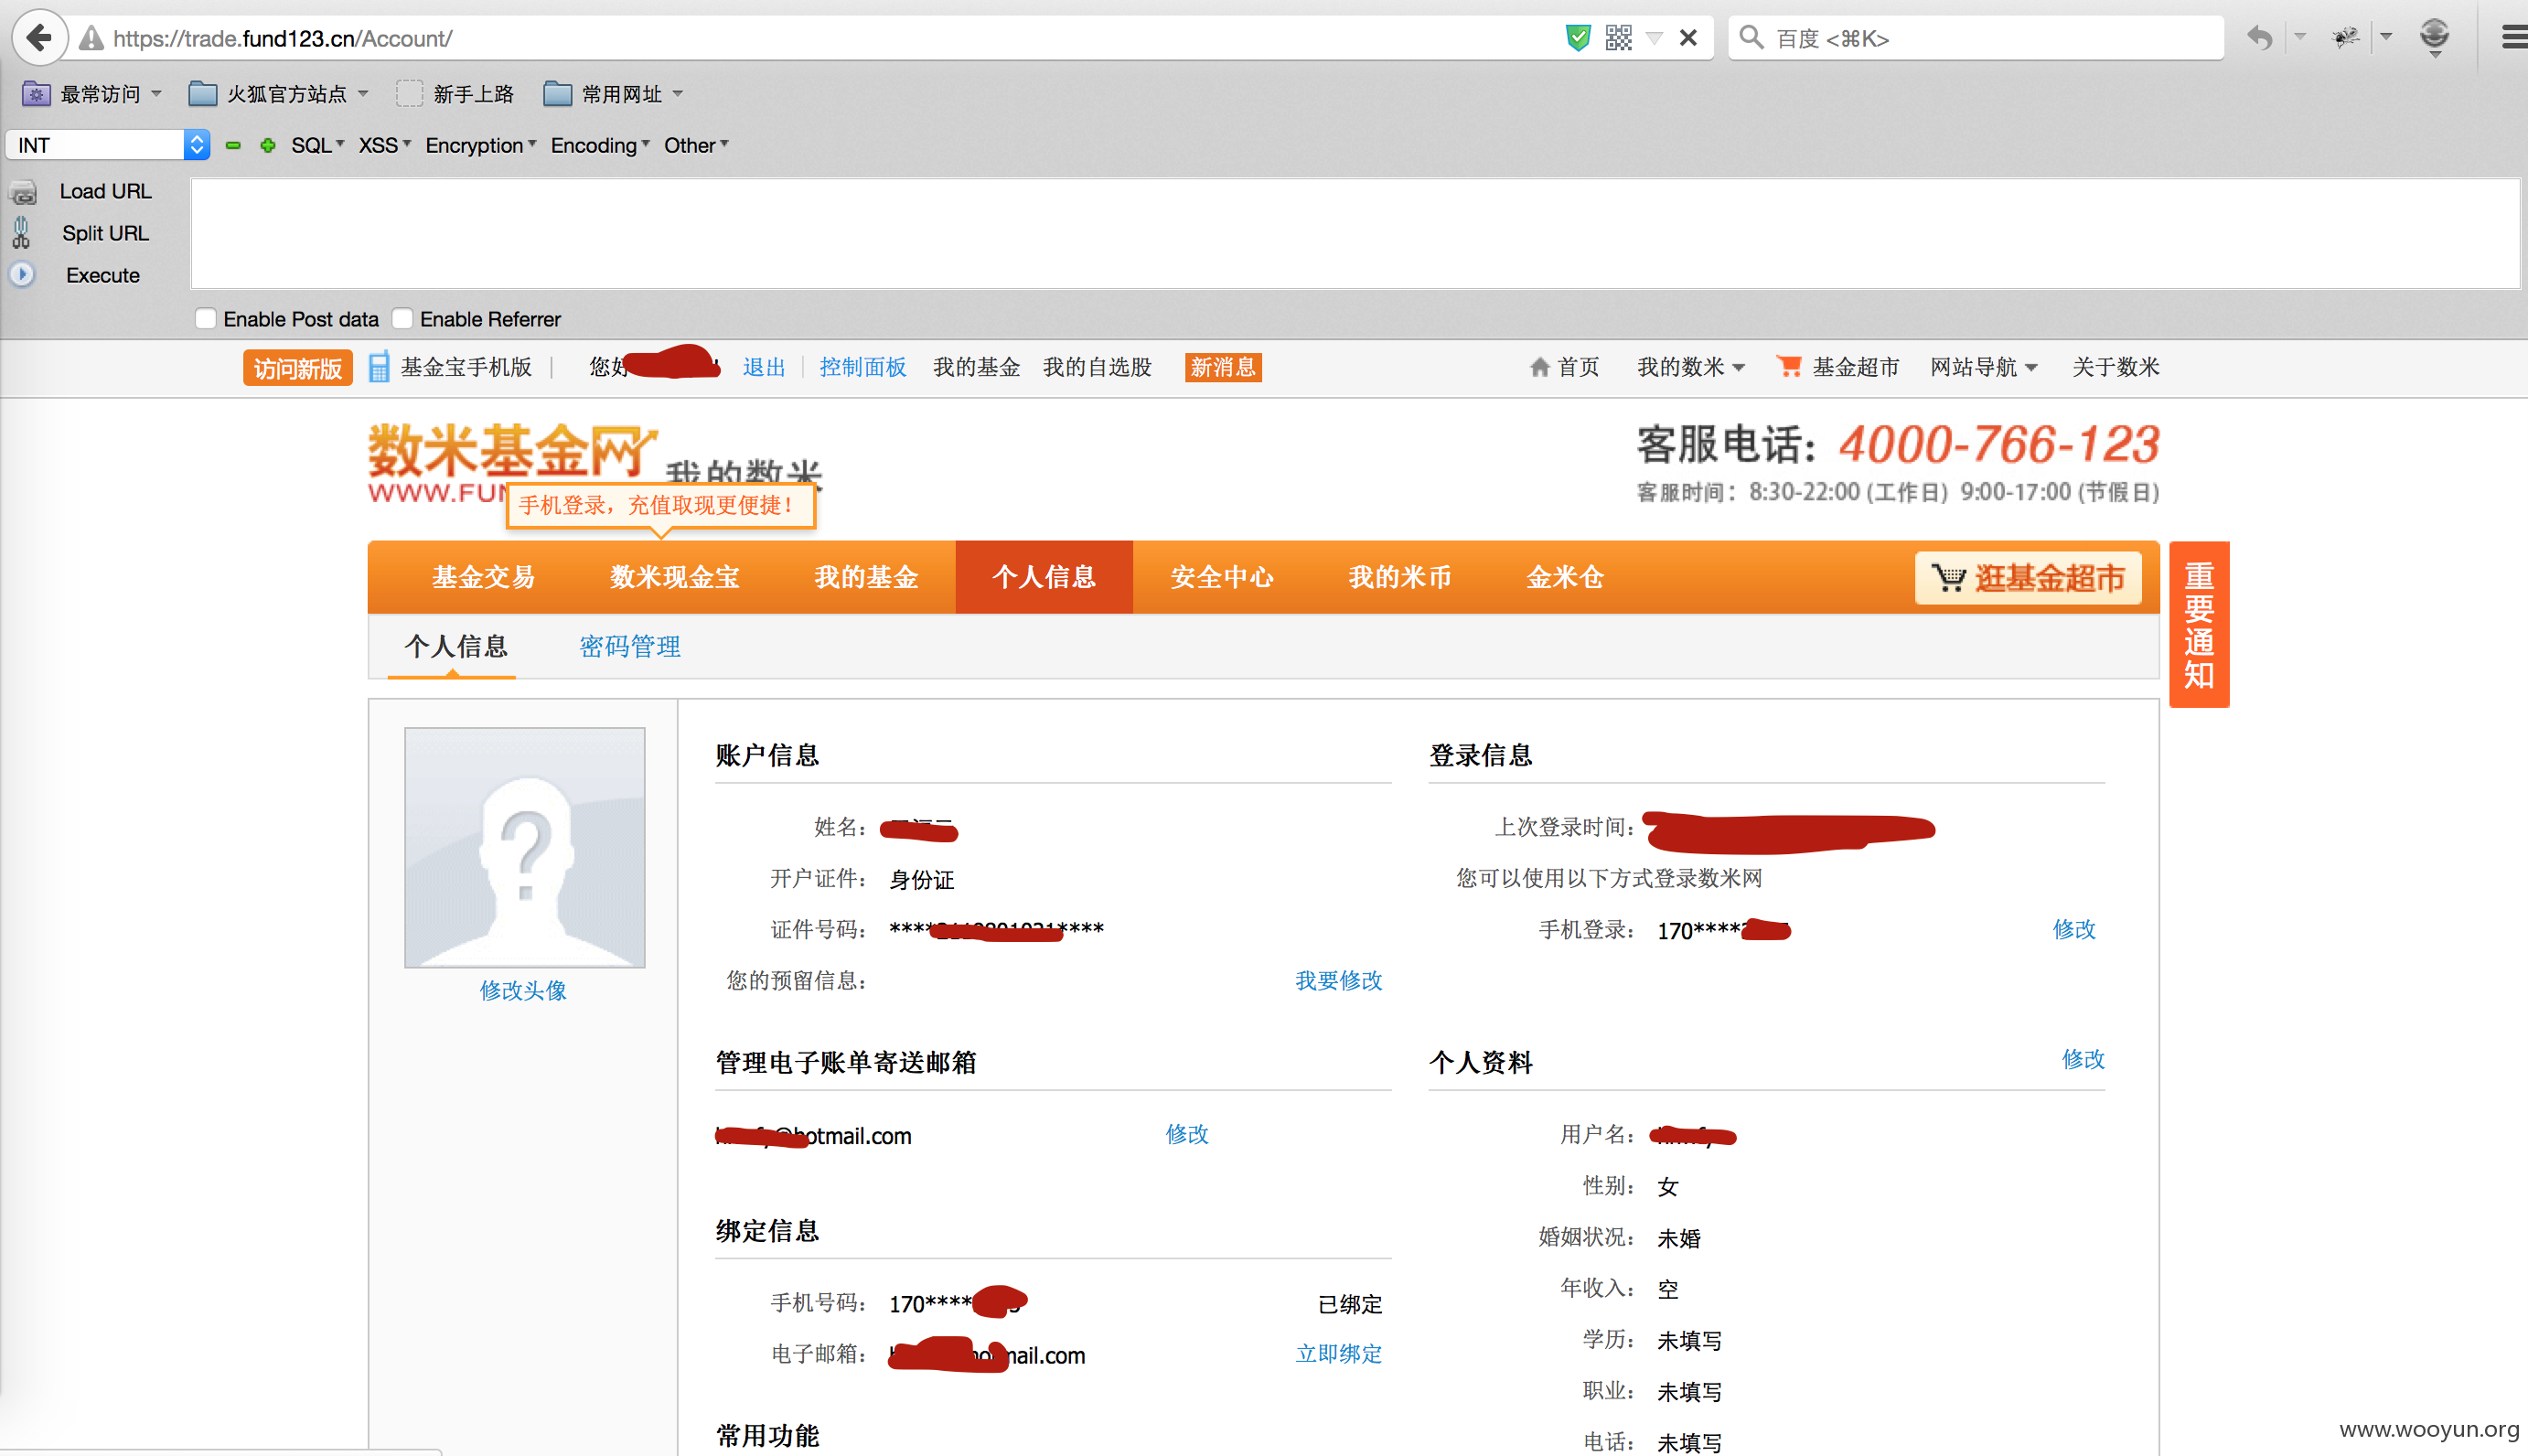 https://trade.fund123.cn/Account/
百度 <⌘K>
最常访问 火狐官方站点 新手上路 常用网址
INT SQL XSS Encryption Encoding Other
Load URL
Split URL
Execute
Enable Post data Enable Referrer
访问新版 基金宝手机版 | 您好 退出 | 控制面板 我的基金 我的自选股 新消息 首页 我的数米 基金超市 网站导航 关于数米
数米基金网 我的数米
WWW.FUN
客服电话：4000-766-123
客服时间：8:30-22:00 (工作日) 9:00-17:00 (节假日)
手机登录，充值取现更便捷！
基金交易 数米现金宝 我的基金 个人信息 安全中心 我的米币 金米仓 逛基金超市
重要通知
个人信息 密码管理
修改头像
账户信息
姓名：
开户证件： 身份证
证件号码： **** ****
您的预留信息： 我要修改
登录信息
上次登录时间：
您可以使用以下方式登录数米网
手机登录： 170**** 修改
管理电子账单寄送邮箱
hotmail.com 修改
个人资料 修改
用户名：
性别： 女
婚姻状况： 未婚
年收入： 空
学历： 未填写
职业： 未填写
电话： 未填写
绑定信息
手机号码： 170**** 已绑定
电子邮箱： mail.com 立即绑定
常用功能
www.wooyun.org